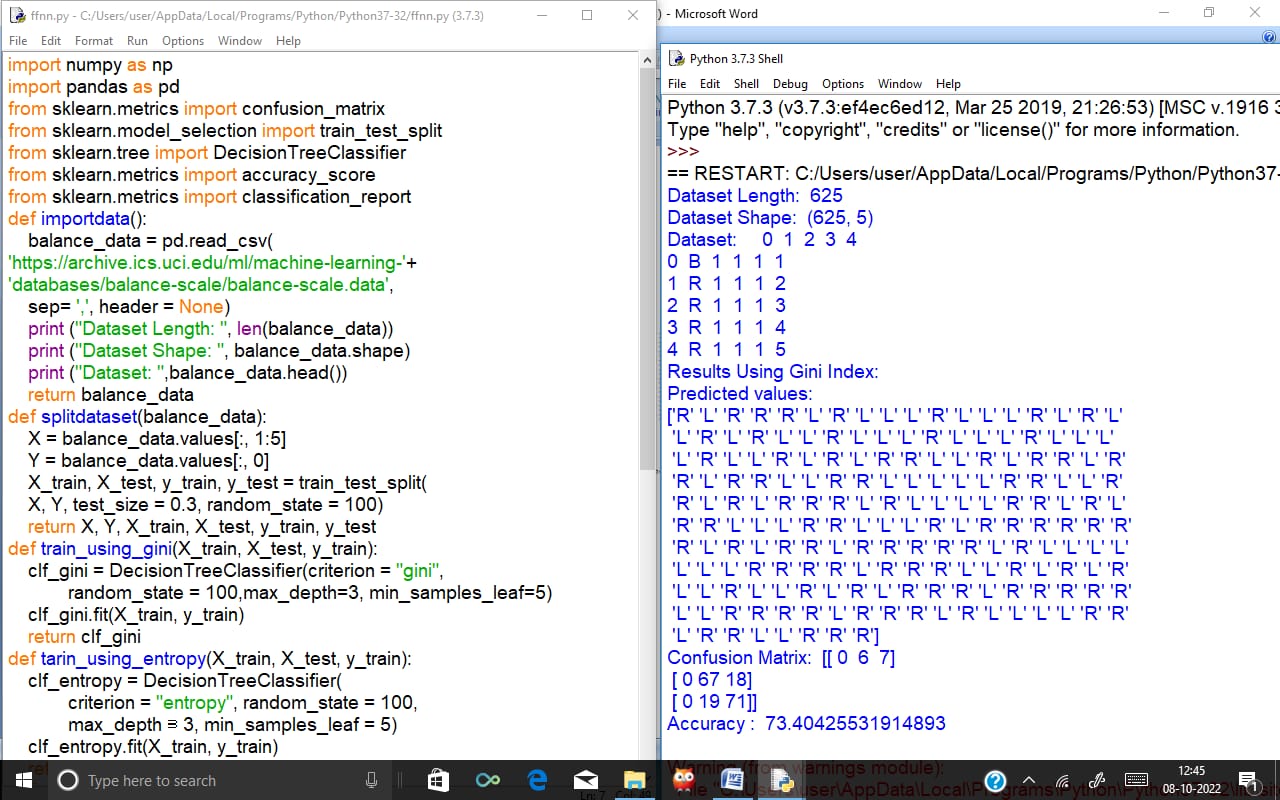 ffnn.py - C:/Users/user/AppData/Local/Programs/Python/Python37-32/ffnn.py (3.7.3)
File Edit Format Run Options Window Help
import numpy as np
import pandas as pd
from sklearn.metrics import confusion_matrix
from sklearn.model_selection import train_test_split
from sklearn.tree import DecisionTreeClassifier
from sklearn.metrics import accuracy_score
from sklearn.metrics import classification_report
def importdata():
    balance_data = pd.read_csv(
'https://archive.ics.uci.edu/ml/machine-learning-'+
'databases/balance-scale/balance-scale.data',
    sep= ',', header = None)
    print ("Dataset Length: ", len(balance_data))
    print ("Dataset Shape: ", balance_data.shape)
    print ("Dataset: ",balance_data.head())
    return balance_data
def splitdataset(balance_data):
    X = balance_data.values[:, 1:5]
    Y = balance_data.values[:, 0]
    X_train, X_test, y_train, y_test = train_test_split(
    X, Y, test_size = 0.3, random_state = 100)
    return X, Y, X_train, X_test, y_train, y_test
def train_using_gini(X_train, X_test, y_train):
    clf_gini = DecisionTreeClassifier(criterion = "gini",
            random_state = 100,max_depth=3, min_samples_leaf=5)
    clf_gini.fit(X_train, y_train)
    return clf_gini
def tarin_using_entropy(X_train, X_test, y_train):
    clf_entropy = DecisionTreeClassifier(
            criterion = "entropy", random_state = 100,
            max_depth = 3, min_samples_leaf = 5)
    clf_entropy.fit(X_train, y_train)
) - Microsoft Word
Python 3.7.3 Shell
File Edit Shell Debug Options Window Help
Python 3.7.3 (v3.7.3:ef4ec6ed12, Mar 25 2019, 21:26:53) [MSC v.1916 3
Type "help", "copyright", "credits" or "license()" for more information.
>>>
== RESTART: C:/Users/user/AppData/Local/Programs/Python/Python37-
Dataset Length:  625
Dataset Shape:  (625, 5)
Dataset:     0  1  2  3  4
0  B  1  1  1  1
1  R  1  1  1  2
2  R  1  1  1  3
3  R  1  1  1  4
4  R  1  1  1  5
Results Using Gini Index:
Predicted values:
['R' 'L' 'R' 'R' 'R' 'L' 'R' 'L' 'L' 'L' 'R' 'L' 'L' 'L' 'R' 'L' 'R' 'L'
 'L' 'R' 'L' 'R' 'L' 'L' 'R' 'L' 'L' 'L' 'R' 'L' 'L' 'L' 'R' 'L' 'L' 'L'
 'L' 'R' 'L' 'L' 'R' 'L' 'R' 'L' 'R' 'R' 'L' 'L' 'R' 'L' 'R' 'R' 'L' 'R'
 'R' 'L' 'R' 'R' 'L' 'L' 'R' 'R' 'L' 'L' 'L' 'L' 'L' 'R' 'R' 'L' 'L' 'R'
 'R' 'L' 'R' 'L' 'R' 'R' 'R' 'L' 'R' 'L' 'L' 'L' 'L' 'R' 'R' 'L' 'R' 'L'
 'R' 'R' 'L' 'L' 'L' 'R' 'R' 'L' 'L' 'L' 'R' 'L' 'R' 'R' 'R' 'R' 'R' 'R'
 'R' 'L' 'R' 'L' 'R' 'R' 'L' 'R' 'R' 'R' 'R' 'R' 'L' 'R' 'L' 'L' 'L' 'L'
 'L' 'L' 'L' 'R' 'R' 'R' 'R' 'L' 'R' 'R' 'R' 'L' 'L' 'R' 'L' 'R' 'L' 'R'
 'L' 'L' 'R' 'L' 'L' 'R' 'L' 'R' 'L' 'R' 'R' 'R' 'L' 'R' 'R' 'R' 'R' 'R'
 'L' 'L' 'R' 'R' 'R' 'R' 'L' 'R' 'R' 'R' 'L' 'R' 'L' 'L' 'L' 'L' 'R' 'R'
 'L' 'R' 'R' 'L' 'L' 'R' 'R' 'R']
Confusion Matrix:  [[ 0  6  7]
 [ 0 67 18]
 [ 0 19 71]]
Accuracy :  73.40425531914893
Warning (from warnings module):
Type here to search
12:45
08-10-2022